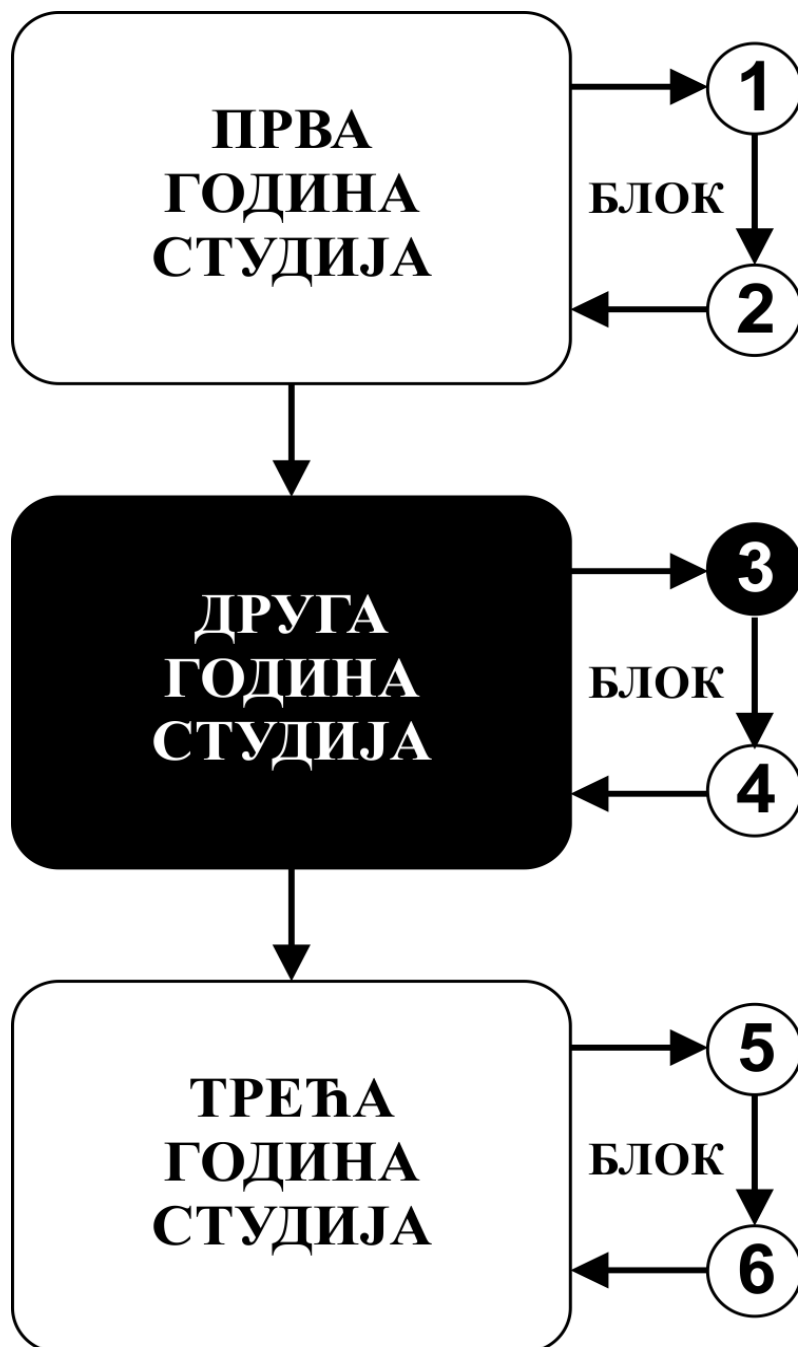 ПРВА
ГОДИНА
СТУДИЈА
1
БЛОК
2
ДРУГА
ГОДИНА
СТУДИЈА
3
БЛОК
4
ТРЕЋА
ГОДИНА
СТУДИЈА
5
БЛОК
6